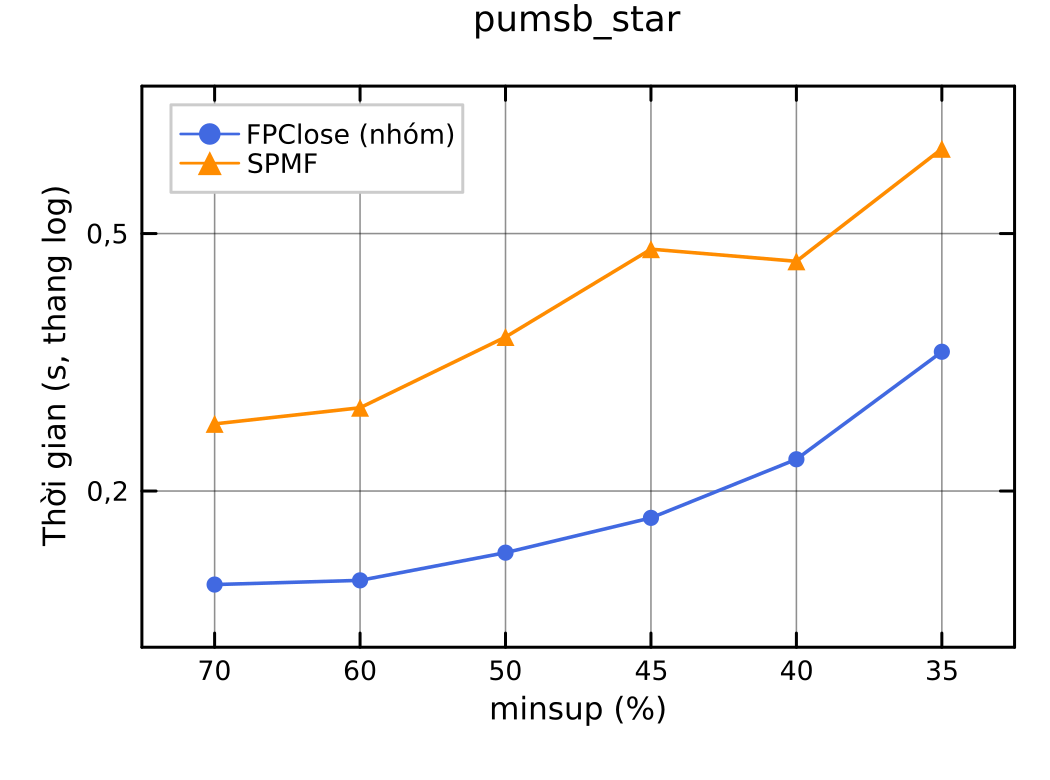 pumsb_star
FPClose (nhóm)
SPMF
Thời gian (s, thang log)
0,5
0,2
70 60 50 45 40 35
minsup (%)